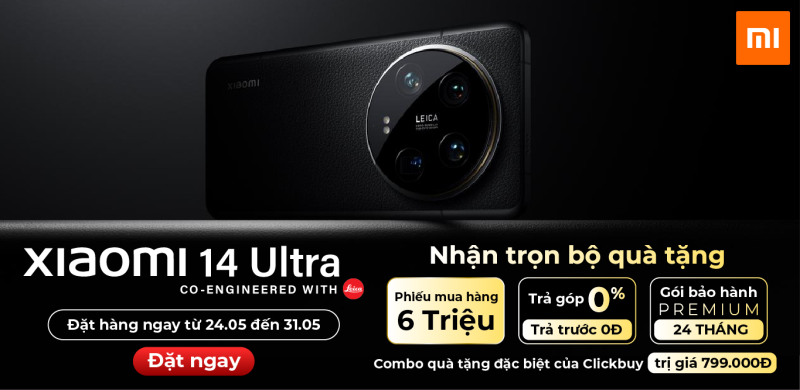 mi
xiaomi
LEICA
xiaomi 14 Ultra
CO-ENGINEERED WITH Leica
Đặt hàng ngay từ 24.05 đến 31.05
Đặt ngay
Nhận trọn bộ quà tặng
Phiếu mua hàng
6 Triệu
Trả góp 0%
Trả trước 0Đ
Gói bảo hành
PREMIUM
24 THÁNG
Combo quà tặng đặc biệt của Clickbuy trị giá 799.000Đ